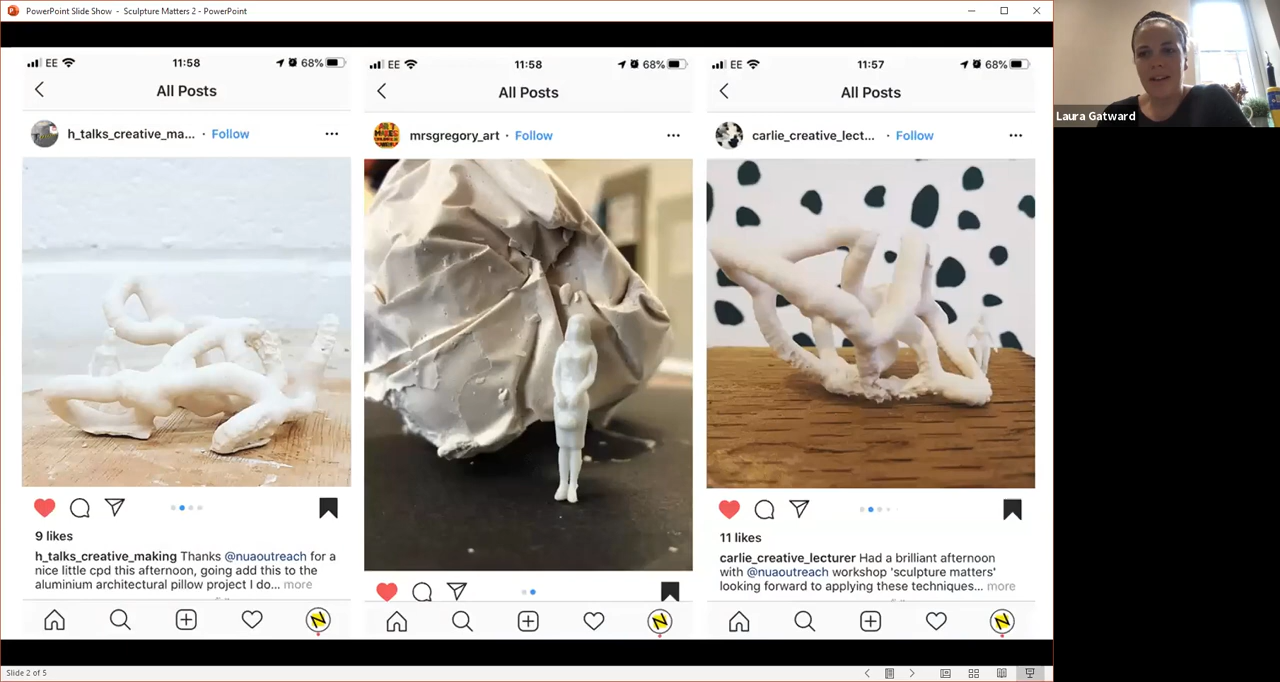 PowerPoint Slide Show - Sculpture Matters 2 - PowerPoint
EE 11:58 68%
All Posts
h_talks_creative_ma... · Follow
9 likes
h_talks_creative_making Thanks @nuaoutreach for a
nice little cpd this afternoon, going add this to the
aluminium architectural pillow project I do... more
EE 11:58 68%
All Posts
mrsgregory_art · Follow
EE 11:57 68%
All Posts
carlie_creative_lect... · Follow
11 likes
carlie_creative_lecturer Had a brilliant afternoon
with @nuaoutreach workshop 'sculpture matters'
looking forward to applying these techniques... more
Laura Gatward
Slide 2 of 5